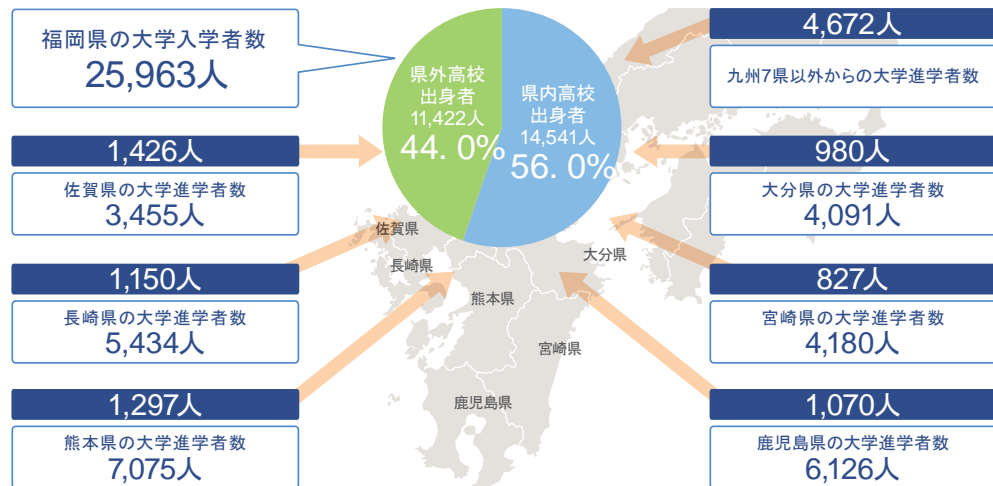 福岡県の大学入学者数
25,963人
県外高校
出身者
11,422人
44. 0%
県内高校
出身者
14,541人
56. 0%
4,672人
九州7県以外からの大学進学者数
1,426人
佐賀県の大学進学者数
3,455人
980人
大分県の大学進学者数
4,091人
佐賀県
長崎県
大分県
熊本県
宮崎県
鹿児島県
1,150人
長崎県の大学進学者数
5,434人
827人
宮崎県の大学進学者数
4,180人
1,297人
熊本県の大学進学者数
7,075人
1,070人
鹿児島県の大学進学者数
6,126人